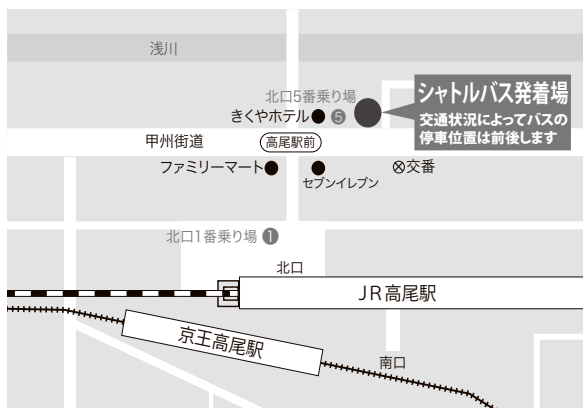 浅川
北口5番乗り場
きくやホテル
5
シャトルバス発着場
交通状況によってバスの
停車位置は前後します
甲州街道
高尾駅前
ファミリーマート
セブンイレブン
交番
北口1番乗り場 1
北口
JR高尾駅
京王高尾駅
南口